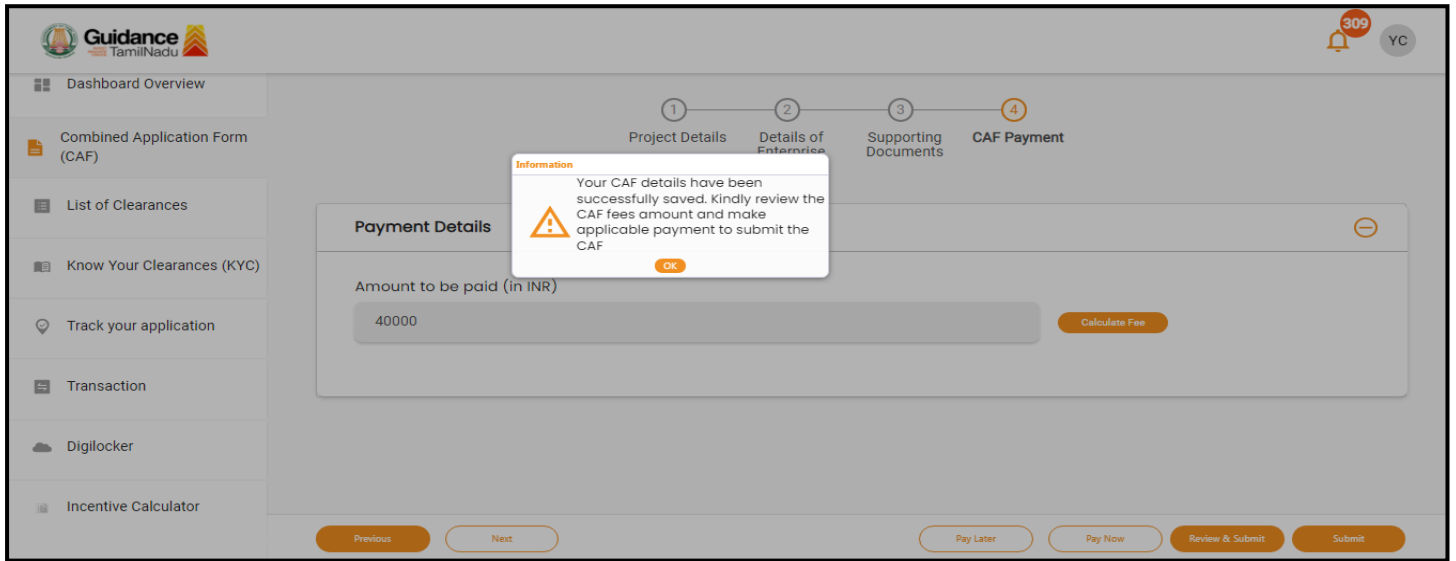 Guidance
TamilNadu
309
YC
Dashboard Overview
Combined Application Form
(CAF)
List of Clearances
Know Your Clearances (KYC)
Track your application
Transaction
Digilocker
Incentive Calculator
1
2
3
4
Project Details
Details of
Enterprise
Supporting
Documents
CAF Payment
Information
Your CAF details have been
successfully saved. Kindly review the
CAF fees amount and make
applicable payment to submit the
CAF
OK
Payment Details
Amount to be paid (in INR)
40000
Calculate Fee
Previous
Next
Pay Later
Pay Now
Review & Submit
Submit